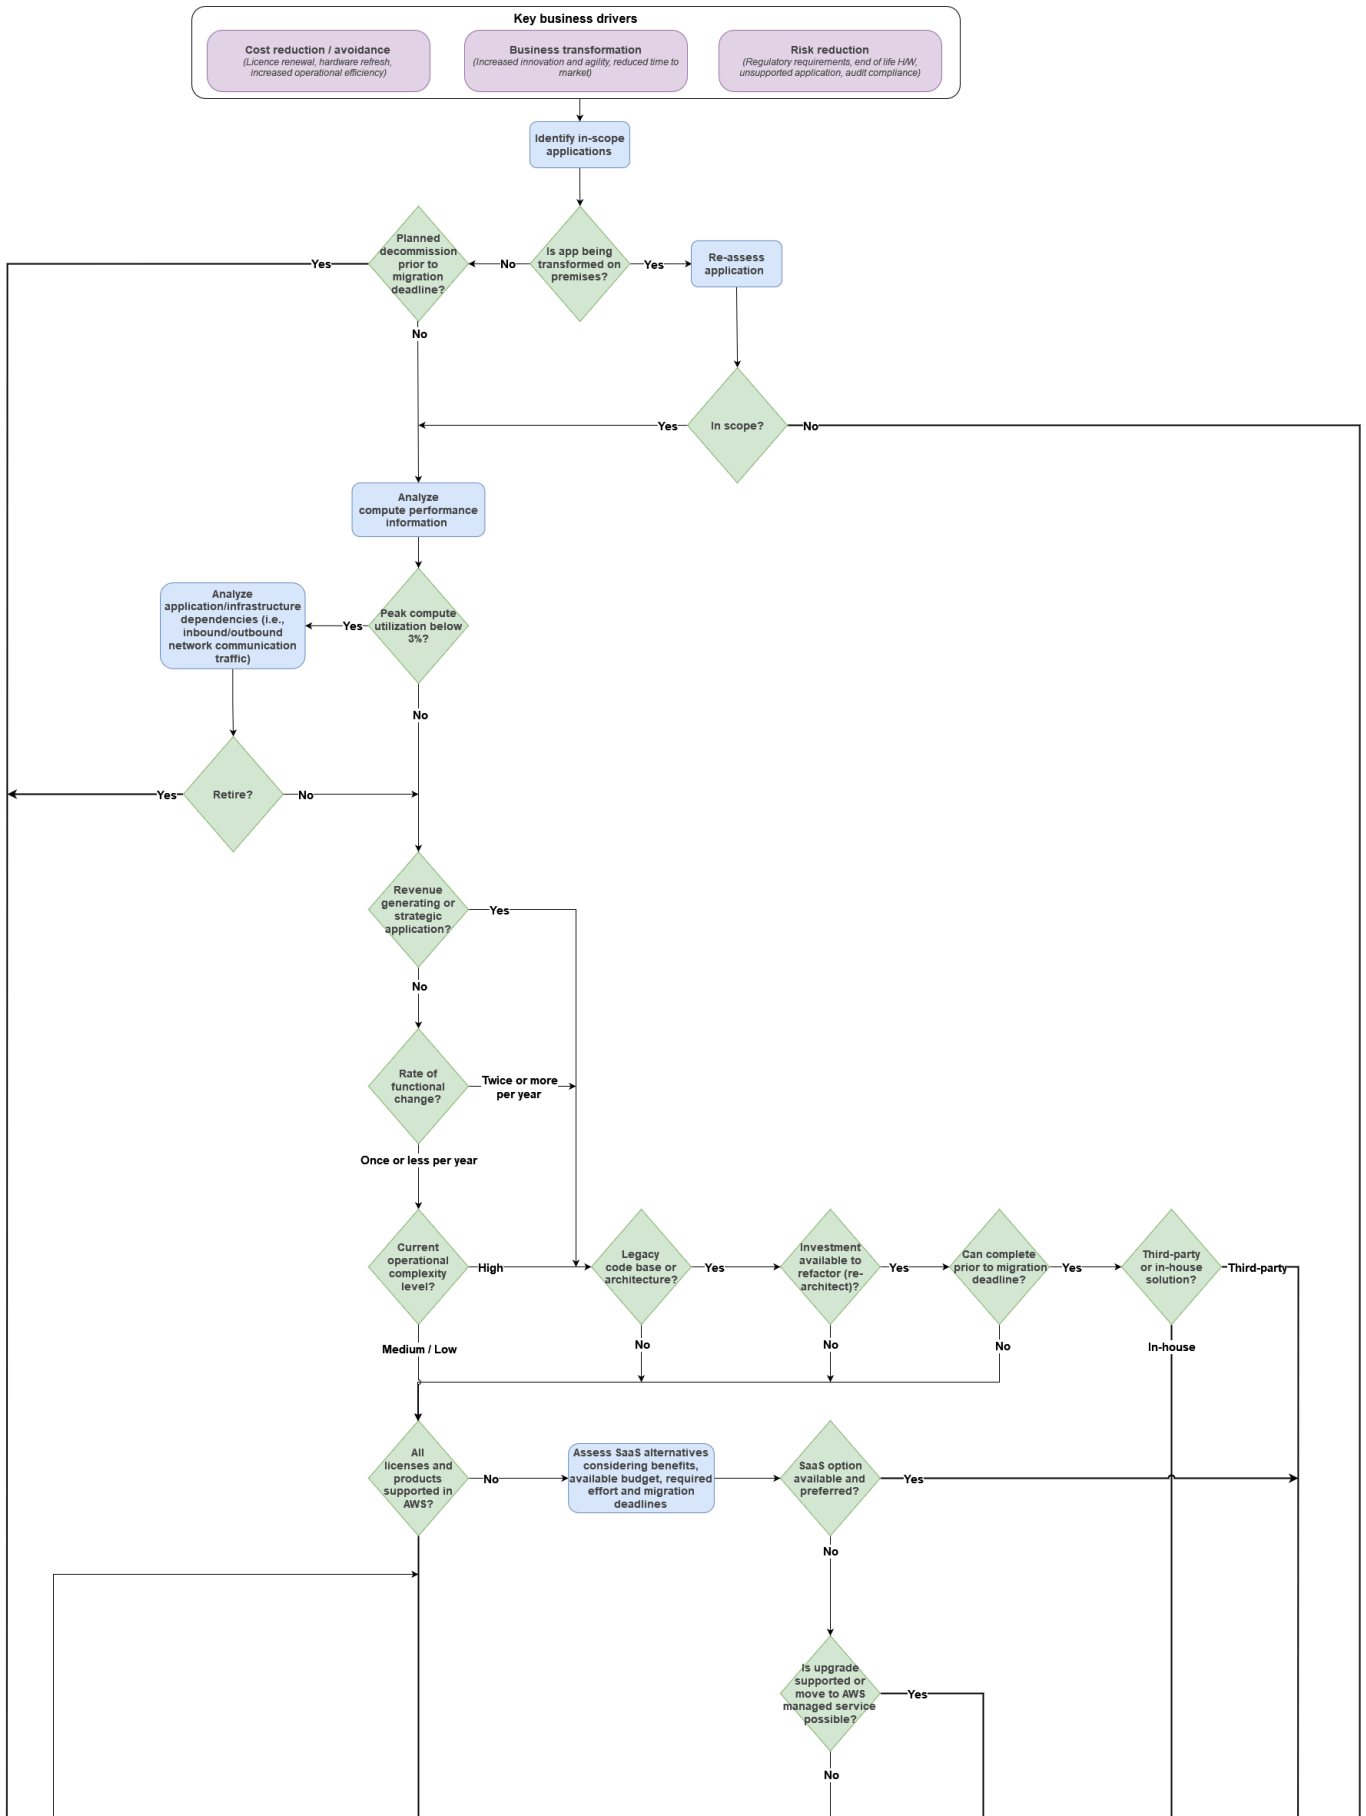 Key business drivers
Cost reduction / avoidance
(Licence renewal, hardware refresh,
increased operational efficiency)
Business transformation
(Increased innovation and agility, reduced time to
market)
Risk reduction
(Regulatory requirements, end of life H/W,
unsupported application, audit compliance)
Identify in-scope
applications
Planned
decommission
prior to
migration
deadline?
Yes
No
Is app being
transformed on
premises?
Yes
Re-assess
application
No
Yes
In scope?
No
Analyze
compute performance
information
Analyze
application/infrastructure
dependencies (i.e.,
inbound/outbound
network communication
traffic)
Yes
Peak compute
utilization below
3%?
No
Yes
Retire?
No
Revenue
generating or
strategic
application?
Yes
No
Rate of
functional
change?
Twice or more
per year
Once or less per year
Current
operational
complexity
level?
High
Legacy
code base or
architecture?
Yes
Investment
available to
refactor (re-
architect)?
Yes
Can complete
prior to migration
deadline?
Yes
Third-party
or in-house
solution?
Third-party
Medium / Low
No
No
No
In-house
All
licenses and
products
supported in
AWS?
No
Assess SaaS alternatives
considering benefits,
available budget, required
effort and migration
deadlines
SaaS option
available and
preferred?
Yes
No
Is upgrade
supported or
move to AWS
managed service
possible?
Yes
No